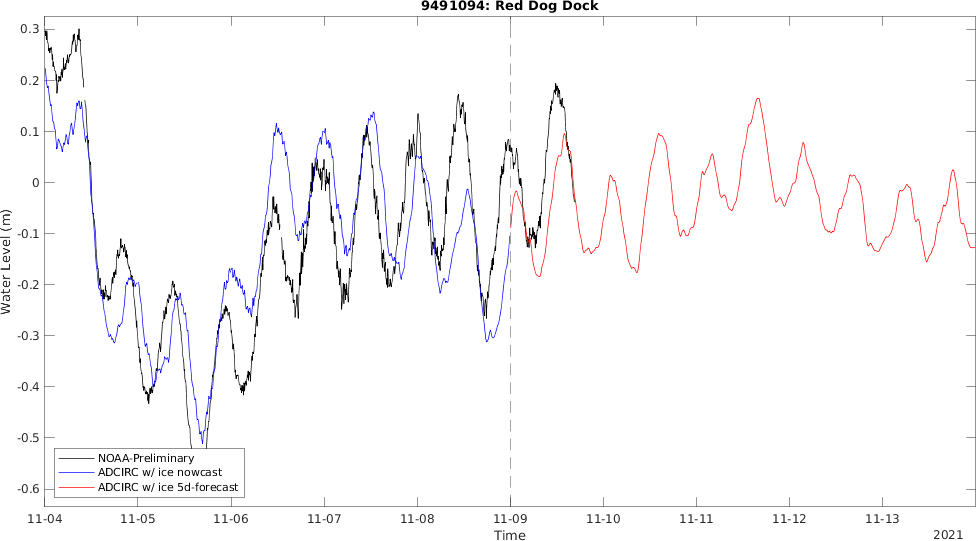 9491094: Red Dog Dock
Water Level (m)
0.3
0.2
0.1
0
-0.1
-0.2
-0.3
-0.4
-0.5
-0.6
NOAA-Preliminary
ADCIRC w/ ice nowcast
ADCIRC w/ ice 5d-forecast
11-04 11-05 11-06 11-07 11-08 11-09 11-10 11-11 11-12 11-13
Time
2021